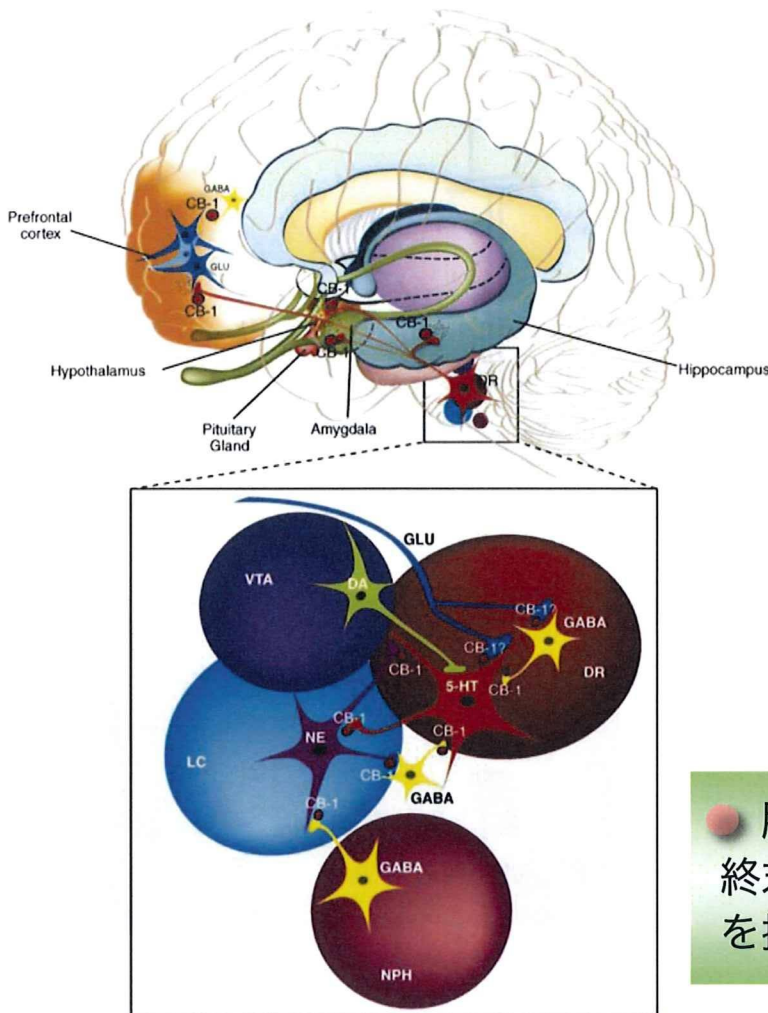 GABA
CB-1
Prefrontal
cortex
GLU
CB-1
CB-1
CB-1
CB-1
Hypothalamus
Hippocampus
DR
Pituitary
Gland
Amygdala
GLU
VTA
DA
CB-1?
GABA
CB-1?
DR
CB-1
CB-1
5-HT
CB-1
NE
CB-1
LC
CB-1
GABA
CB-1
GABA
NPH
終
を